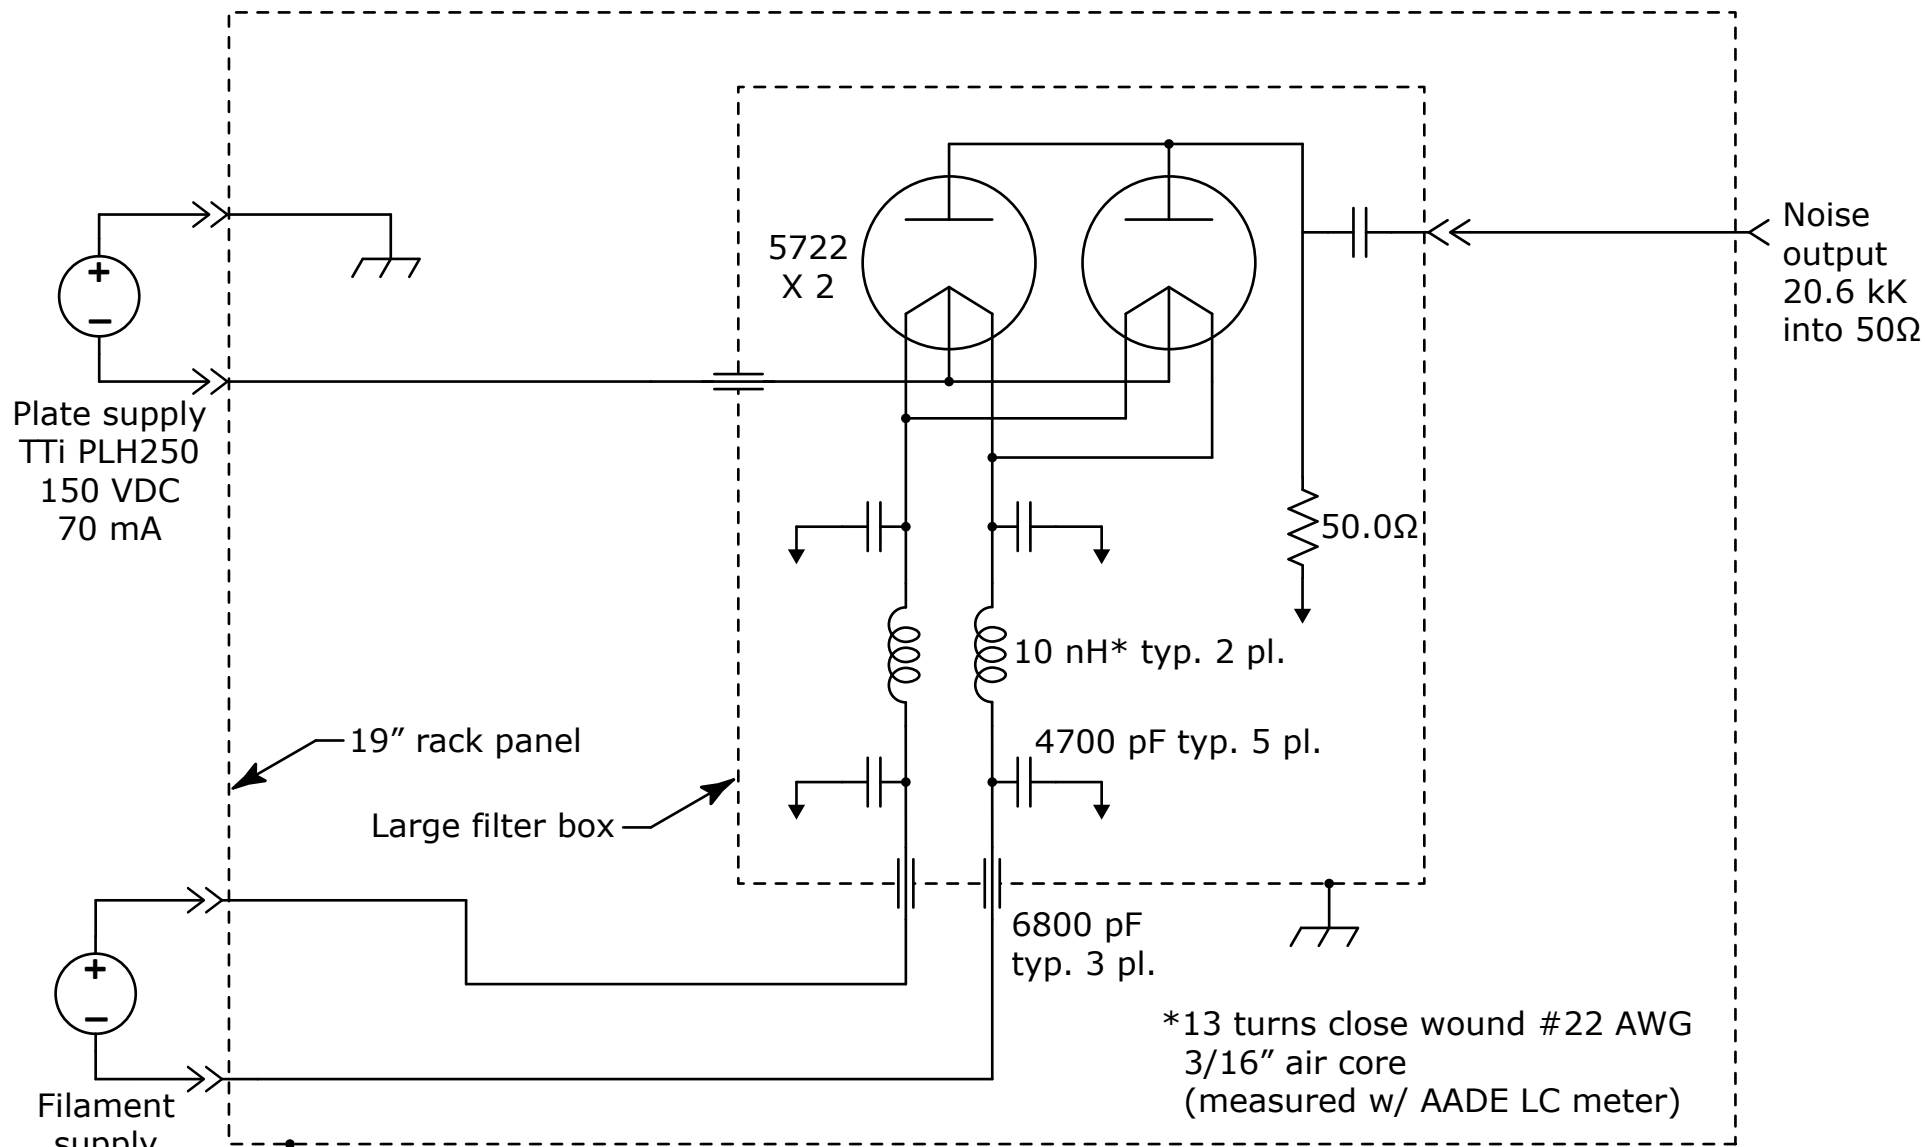 5722
X 2
Noise
output
20.6 kK
into 50Ω
+
−
Plate supply
TTi PLH250
150 VDC
70 mA
50.0Ω
10 nH* typ. 2 pl.
19” rack panel
4700 pF typ. 5 pl.
Large filter box
6800 pF
typ. 3 pl.
+
−
*13 turns close wound #22 AWG
3/16” air core
(measured w/ AADE LC meter)
Filament
supply